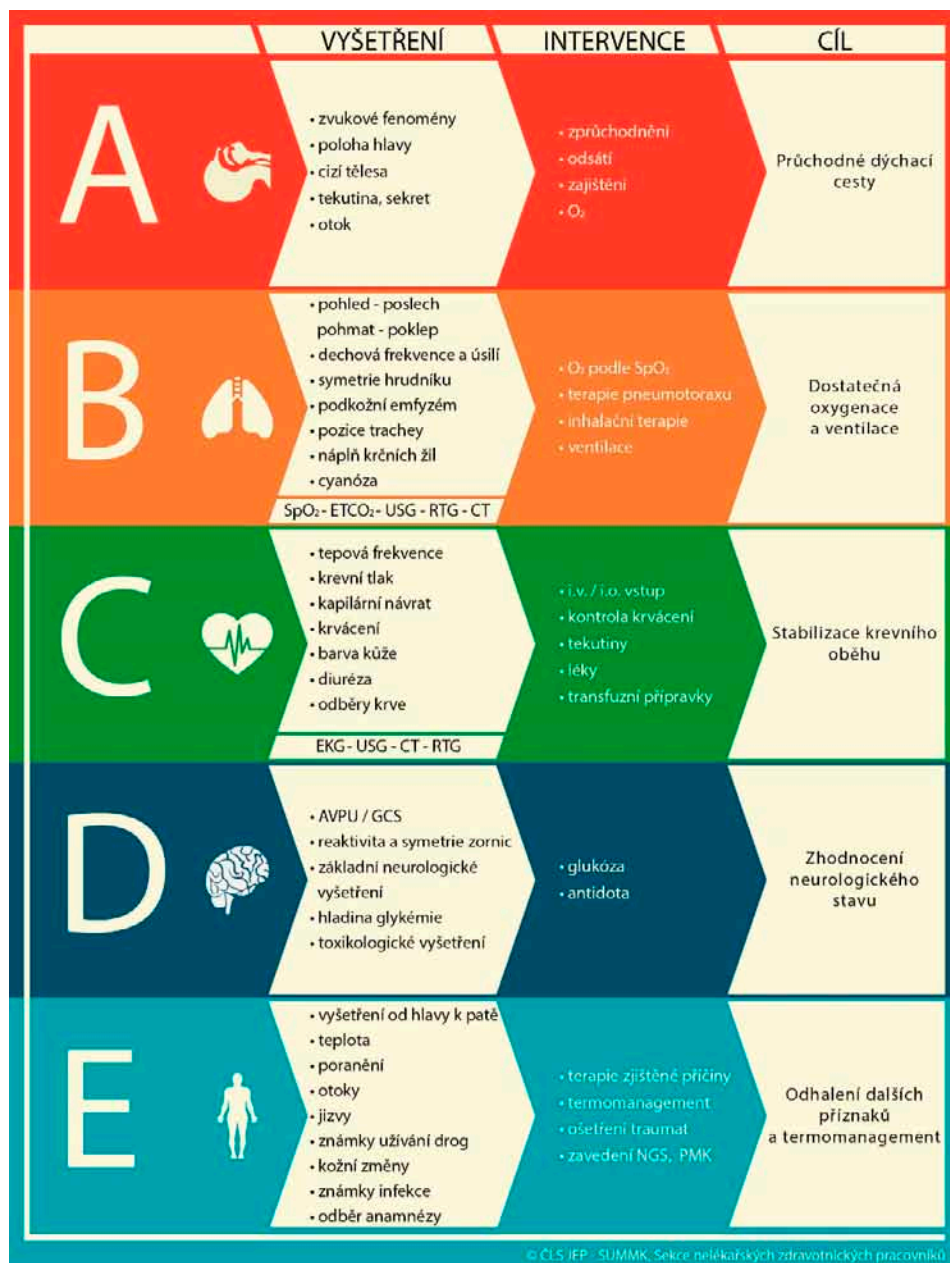 VYŠETŘENÍ
INTERVENCE
CÍL
A
• zvukové fenomény
• poloha hlavy
• cizí tělesa
• tekutina, sekret
• otok
• zprůchodnění
• odsátí
• zajištění
• O₂
Průchodné dýchací
cesty
B
• pohled - poslech
pohmat - poklep
• dechová frekvence a úsilí
• symetrie hrudníku
• podkožní emfyzém
• pozice trachey
• náplň krčních žil
• cyanóza
SpO₂ - ETCO₂ - USG - RTG - CT
• O₂ podle SpO₂
• terapie pneumotoraxu
• inhalační terapie
• ventilace
Dostatečná
oxygenace
a ventilace
C
• tepová frekvence
• krevní tlak
• kapilární návrat
• krvácení
• barva kůže
• diuréza
• odběry krve
EKG - USG - CT - RTG
• i.v. / i.o. vstup
• kontrola krvácení
• tekutiny
• léky
• transfuzní přípravky
Stabilizace krevního
oběhu
D
• AVPU / GCS
• reaktivita a symetrie zornic
• základní neurologické
vyšetření
• hladina glykémie
• toxikologické vyšetření
• glukóza
• antidota
Zhodnocení
neurologického
stavu
E
• vyšetření od hlavy k patě
• teplota
• poranění
• otoky
• jizvy
• známky užívání drog
• kožní změny
• známky infekce
• odběr anamnézy
• terapie zjištěné příčiny
• termomanagement
• ošetření traumat
• zavedení NGS, PMK
Odhalení dalších
příznaků
a termomanagement
© ČLS JEP - SUMMK, Sekce nelékařských zdravotnických pracovníků